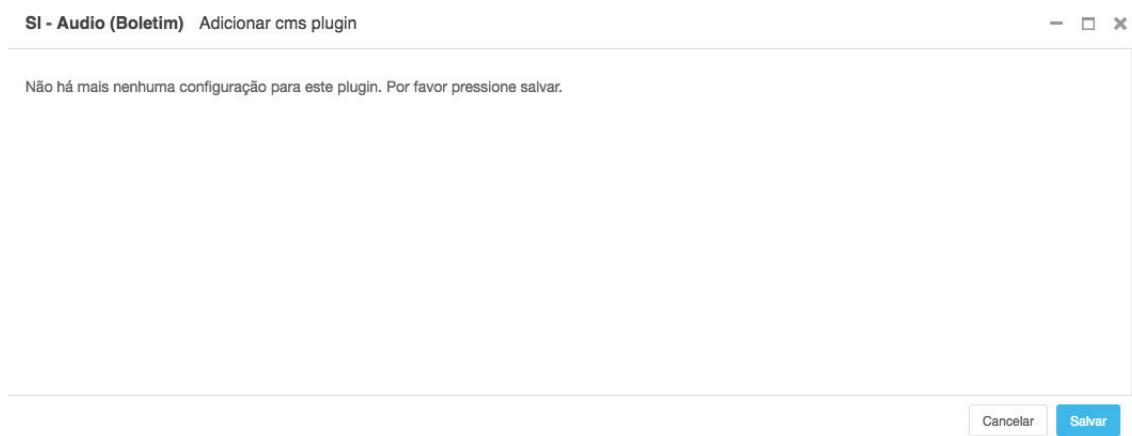 SI - Audio (Boletim) Adicionar cms plugin
Não há mais nenhuma configuração para este plugin. Por favor pressione salvar.
Cancelar Salvar